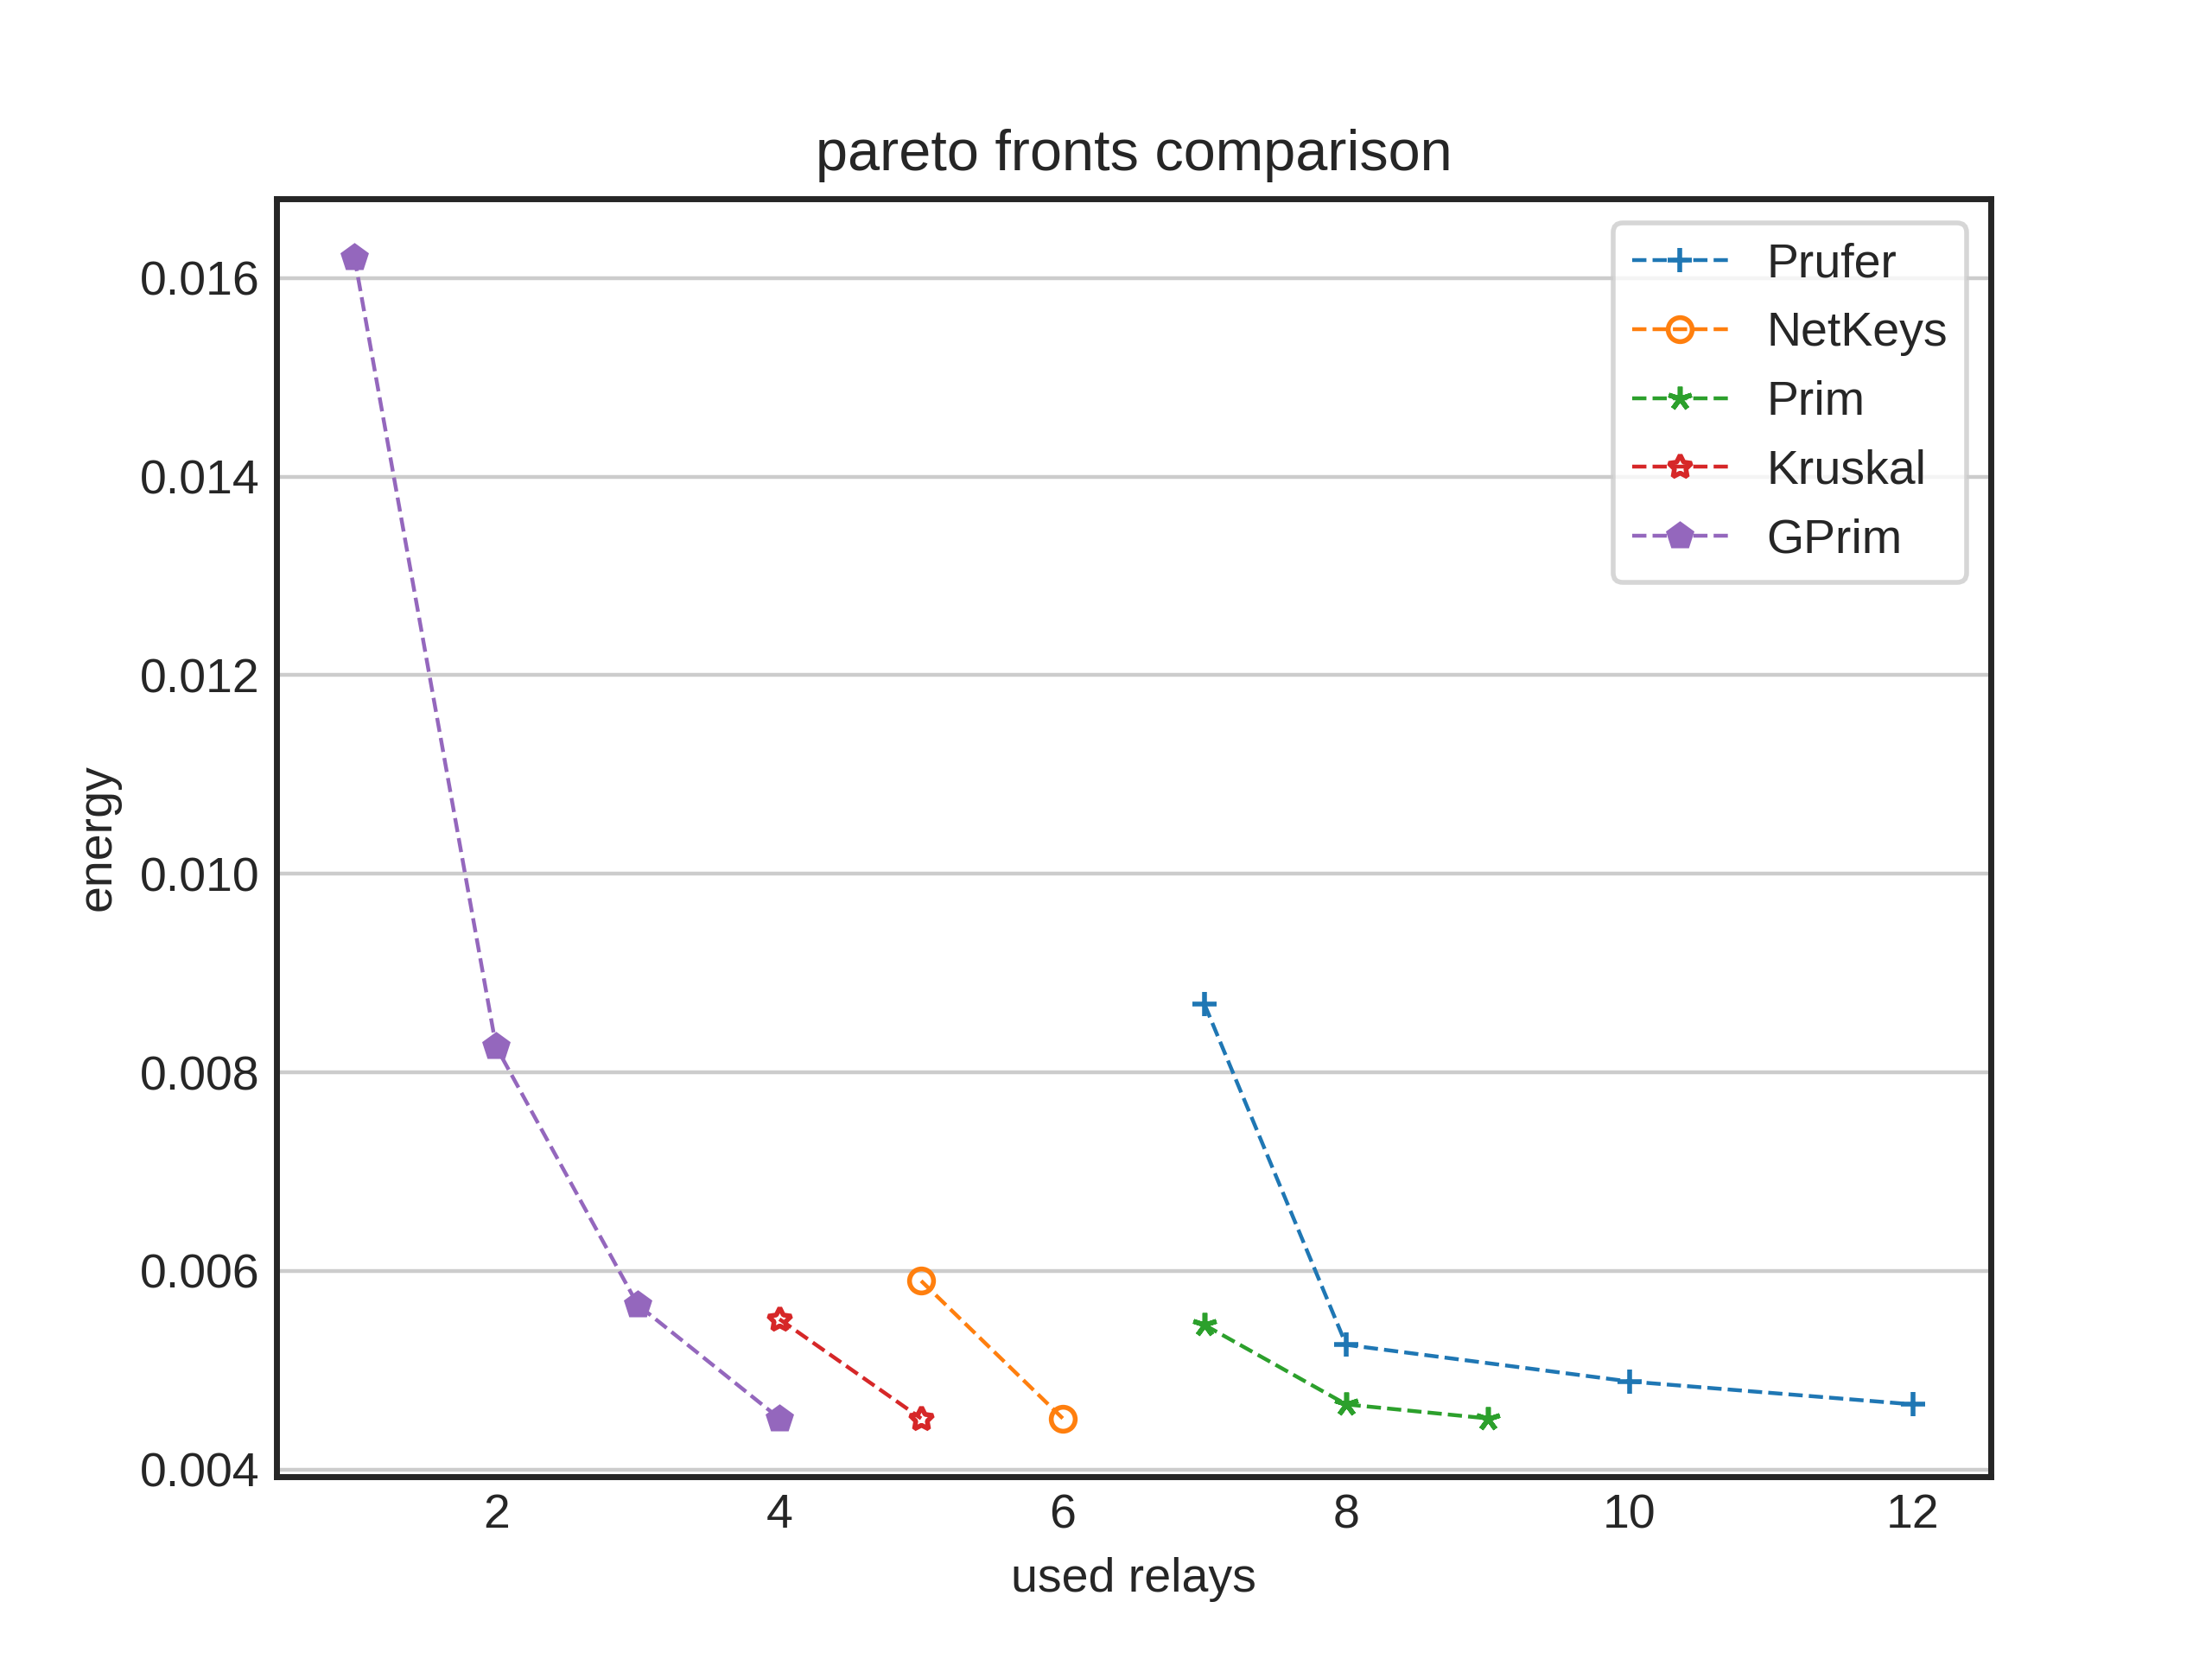 pareto fronts comparison
Prufer
NetKeys
Prim
Kruskal
GPrim
0.016
0.014
0.012
0.010
0.008
0.006
0.004
energy
2 4 6 8 10 12
used relays